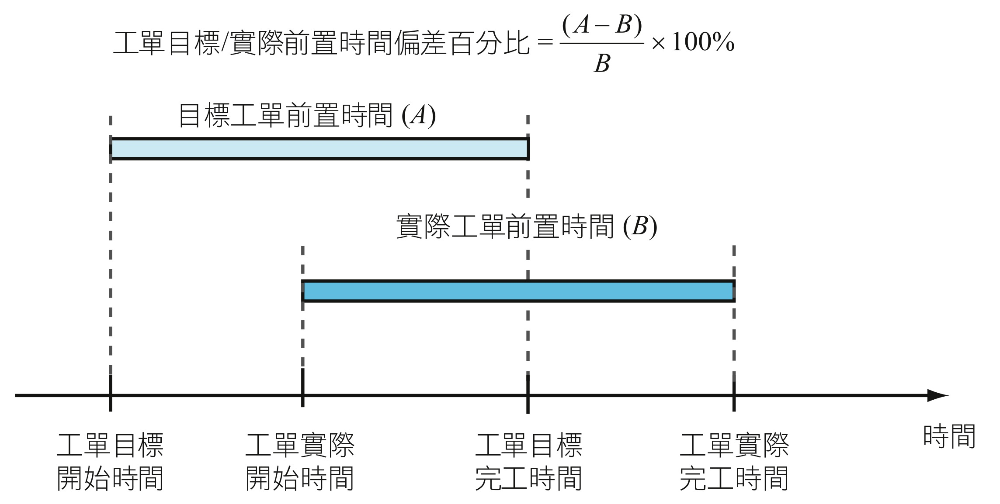 工單目標/實際前置時間偏差百分比 = (A − B) / B × 100%
目標工單前置時間 (A)
實際工單前置時間 (B)
工單目標
開始時間
工單實際
開始時間
工單目標
完工時間
工單實際
完工時間
時間